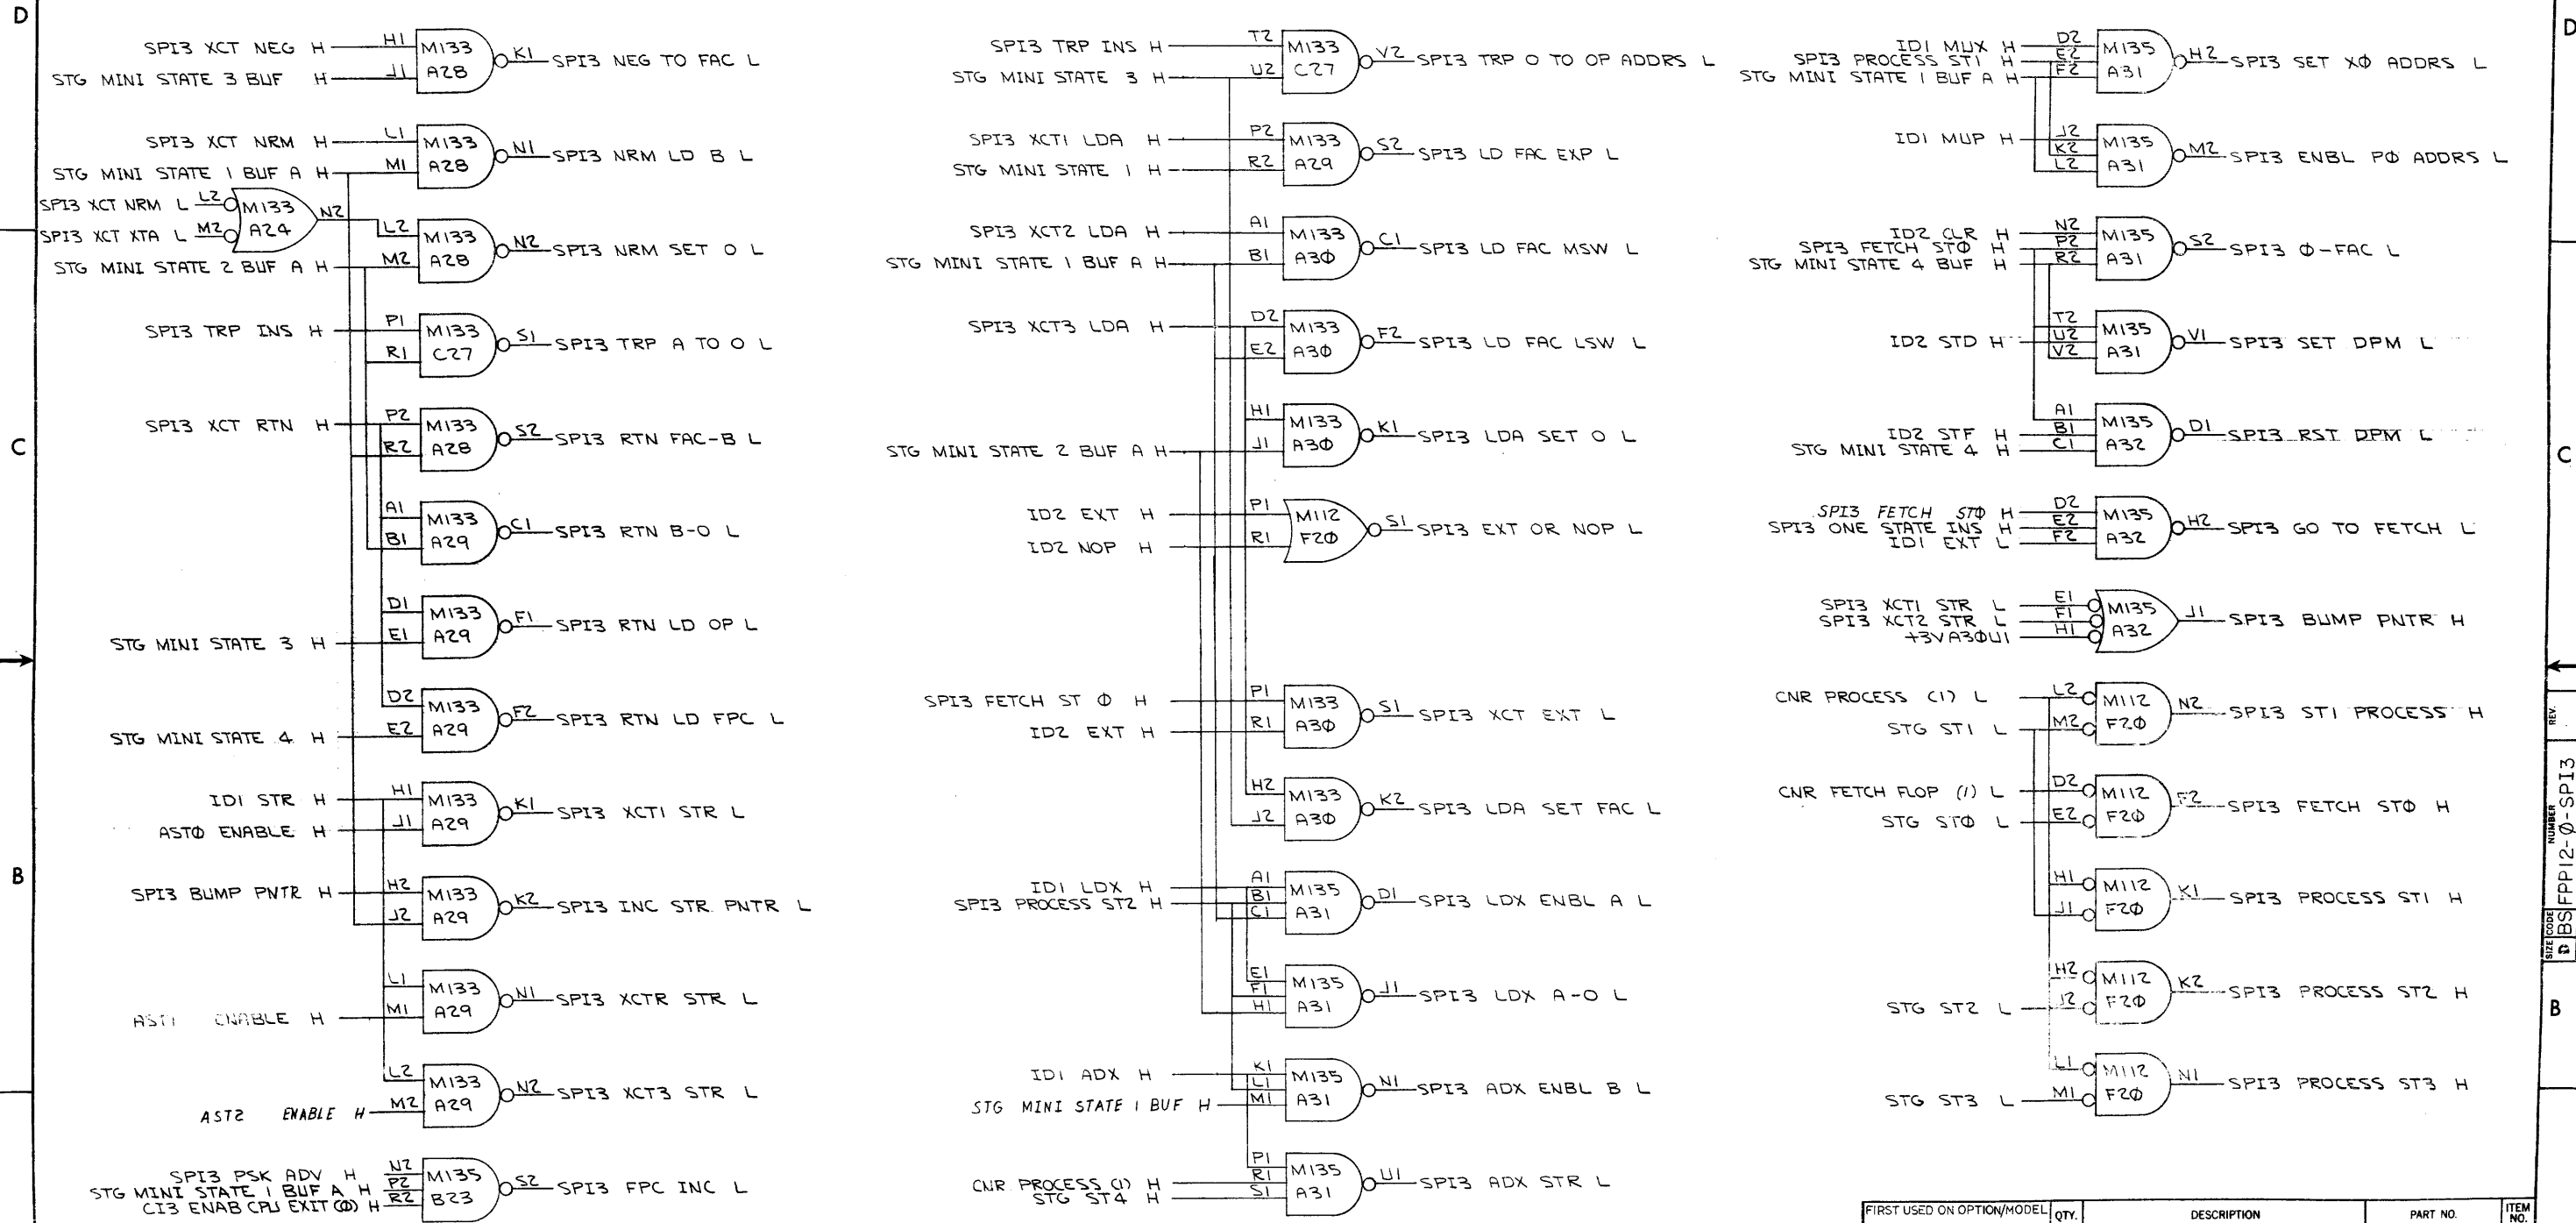 D
SPI3 XCT NEG H
H1
M133
K1
SPI3 NEG TO FAC L
STG MINI STATE 3 BUF H
J1
A28
SPI3 XCT NRM H
L1
M133
N1
SPI3 NRM LD B L
STG MINI STATE 1 BUF A H
M1
A28
SPI3 XCT NRM L
L2
M133
N2
SPI3 XCT XTA L
M2
A24
L2
M133
N2
SPI3 NRM SET O L
STG MINI STATE 2 BUF A H
M2
A28
SPI3 TRP INS H
P1
M133
S1
SPI3 TRP A TO O L
R1
C27
SPI3 XCT RTN H
P2
M133
S2
SPI3 RTN FAC-B L
R2
A28
C
A1
M133
C1
SPI3 RTN B-O L
B1
A29
D1
M133
F1
SPI3 RTN LD OP L
STG MINI STATE 3 H
E1
A29
D2
M133
F2
SPI3 RTN LD FPC L
STG MINI STATE 4 H
E2
A29
ID1 STR H
H1
M133
K1
SPI3 XCT1 STR L
ASTØ ENABLE H
J1
A29
B
SPI3 BUMP PNTR H
H2
M133
K2
SPI3 INC STR PNTR L
J2
A29
L1
M133
N1
SPI3 XCTR STR L
AST1 ENABLE H
M1
A29
L2
M133
N2
SPI3 XCT3 STR L
AST2 ENABLE H
M2
A29
SPI3 PSK ADV H
N2
M135
S2
SPI3 FPC INC L
STG MINI STATE 1 BUF A H
P2
CI3 ENAB CPU EXIT (Ø) H
R2
B23
SPI3 TRP INS H
T2
M133
V2
SPI3 TRP O TO OP ADDRS L
STG MINI STATE 3 H
U2
C27
SPI3 XCT1 LDA H
P2
M133
S2
SPI3 LD FAC EXP L
STG MINI STATE 1 H
R2
A29
SPI3 XCT2 LDA H
A1
M133
C1
SPI3 LD FAC MSW L
STG MINI STATE 1 BUF A H
B1
A3Ø
SPI3 XCT3 LDA H
D2
M133
F2
SPI3 LD FAC LSW L
E2
A3Ø
H1
M133
K1
SPI3 LDA SET O L
STG MINI STATE 2 BUF A H
J1
A3Ø
ID2 EXT H
P1
M112
S1
SPI3 EXT OR NOP L
ID2 NOP H
R1
F2Ø
SPI3 FETCH ST Ø H
P1
M133
S1
SPI3 XCT EXT L
ID2 EXT H
R1
A3Ø
H2
M133
K2
SPI3 LDA SET FAC L
J2
A3Ø
ID1 LDX H
A1
M135
D1
SPI3 LDX ENBL A L
SPI3 PROCESS ST2 H
B1
C1
A31
E1
M135
J1
SPI3 LDX A-O L
F1
H1
A31
ID1 ADX H
K1
M135
N1
SPI3 ADX ENBL B L
L1
STG MINI STATE 1 BUF H
M1
A31
P1
M135
U1
SPI3 ADX STR L
CNR PROCESS (1) H
R1
STG ST4 H
S1
A31
D
ID1 MUX H
D2
M135
H2
SPI3 SET XØ ADDRS L
SPI3 PROCESS ST1 H
E2
STG MINI STATE 1 BUF A H
F2
A31
ID1 MUP H
J2
M135
M2
SPI3 ENBL PØ ADDRS L
K2
L2
A31
ID2 CLR H
N2
M135
S2
SPI3 Ø-FAC L
SPI3 FETCH STØ H
P2
STG MINI STATE 4 BUF H
R2
A31
T2
M135
V1
SPI3 SET DPM L
ID2 STD H
U2
V2
A31
A1
M135
D1
SPI3 RST DPM L
ID2 STF H
B1
STG MINI STATE 4 H
C1
A32
C
SPI3 FETCH STØ H
D2
M135
H2
SPI3 GO TO FETCH L
SPI3 ONE STATE INS H
E2
ID1 EXT L
F2
A32
SPI3 XCT1 STR L
E1
M135
J1
SPI3 BUMP PNTR H
SPI3 XCT2 STR L
F1
+3VA3ØU1
H1
A32
CNR PROCESS (1) L
L2
M112
N2
SPI3 ST1 PROCESS H
STG ST1 L
M2
F2Ø
CNR FETCH FLOP (1) L
D2
M112
F2
SPI3 FETCH STØ H
STG STØ L
E2
F2Ø
H1
M112
K1
SPI3 PROCESS ST1 H
J1
F2Ø
H2
M112
K2
SPI3 PROCESS ST2 H
STG ST2 L
J2
F2Ø
B
L1
M112
N1
SPI3 PROCESS ST3 H
STG ST3 L
M1
F2Ø
REV.
NUMBER
FPP12-Ø-SPI3
SIZE CODE
D BS
FIRST USED ON OPTION/MODEL
QTY.
DESCRIPTION
PART NO.
ITEM NO.